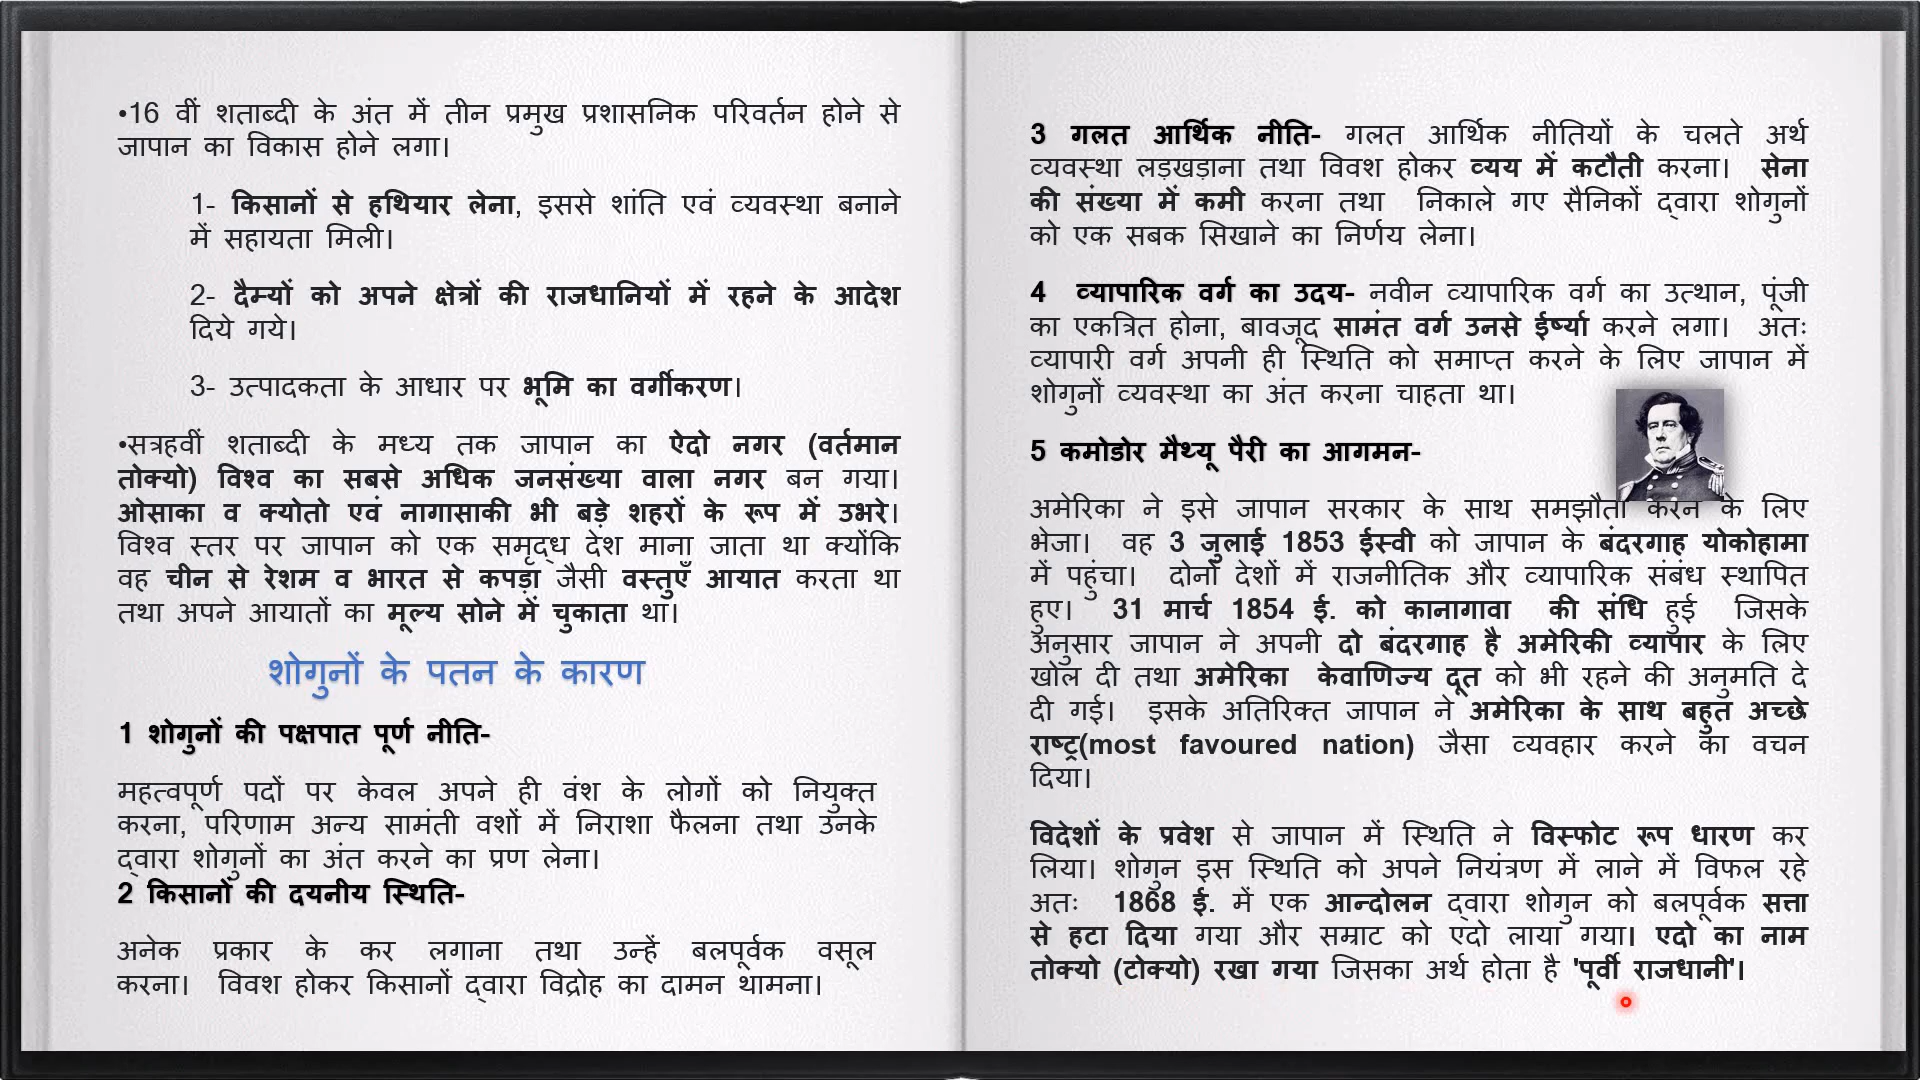 •16 वीं शताब्दी के अंत में तीन प्रमुख प्रशासनिक परिवर्तन होने से
जापान का विकास होने लगा।
1- किसानों से हथियार लेना, इससे शांति एवं व्यवस्था बनाने
में सहायता मिली।
2- दैम्यों को अपने क्षेत्रों की राजधानियों में रहने के आदेश
दिये गये।
3- उत्पादकता के आधार पर भूमि का वर्गीकरण।
•सत्रहवीं शताब्दी के मध्य तक जापान का ऐदो नगर (वर्तमान
तोक्यो) विश्व का सबसे अधिक जनसंख्या वाला नगर बन गया।
ओसाका व क्योतो एवं नागासाकी भी बड़े शहरों के रूप में उभरे।
विश्व स्तर पर जापान को एक समृद्ध देश माना जाता था क्योंकि
वह चीन से रेशम व भारत से कपड़ा जैसी वस्तुएँ आयात करता था
तथा अपने आयातों का मूल्य सोने में चुकाता था।
शोगुनों के पतन के कारण
1 शोगुनों की पक्षपात पूर्ण नीति-
महत्वपूर्ण पदों पर केवल अपने ही वंश के लोगों को नियुक्त
करना, परिणाम अन्य सामंती वशों में निराशा फैलना तथा उनके
द्वारा शोगुनों का अंत करने का प्रण लेना।
2 किसानों की दयनीय स्थिति-
अनेक प्रकार के कर लगाना तथा उन्हें बलपूर्वक वसूल
करना। विवश होकर किसानों द्वारा विद्रोह का दामन थामना।
3 गलत आर्थिक नीति- गलत आर्थिक नीतियों के चलते अर्थ
व्यवस्था लड़खड़ाना तथा विवश होकर व्यय में कटौती करना। सेना
की संख्या में कमी करना तथा निकाले गए सैनिकों द्वारा शोगुनों
को एक सबक सिखाने का निर्णय लेना।
4 व्यापारिक वर्ग का उदय- नवीन व्यापारिक वर्ग का उत्थान, पूंजी
का एकत्रित होना, बावजूद सामंत वर्ग उनसे ईर्ष्या करने लगा। अतः
व्यापारी वर्ग अपनी ही स्थिति को समाप्त करने के लिए जापान में
शोगुनों व्यवस्था का अंत करना चाहता था।
5 कमोडोर मैथ्यू पैरी का आगमन-
अमेरिका ने इसे जापान सरकार के साथ समझौता करने के लिए
भेजा। वह 3 जुलाई 1853 ईस्वी को जापान के बंदरगाह योकोहामा
में पहुंचा। दोनों देशों में राजनीतिक और व्यापारिक संबंध स्थापित
हुए। 31 मार्च 1854 ई. को कानागावा की संधि हुई जिसके
अनुसार जापान ने अपनी दो बंदरगाह है अमेरिकी व्यापार के लिए
खोल दी तथा अमेरिका केवाणिज्य दूत को भी रहने की अनुमति दे
दी गई। इसके अतिरिक्त जापान ने अमेरिका के साथ बहुत अच्छे
राष्ट्र(most favoured nation) जैसा व्यवहार करने का वचन
दिया।
विदेशों के प्रवेश से जापान में स्थिति ने विस्फोट रूप धारण कर
लिया। शोगुन इस स्थिति को अपने नियंत्रण में लाने में विफल रहे
अतः 1868 ई. में एक आन्दोलन द्वारा शोगुन को बलपूर्वक सत्ता
से हटा दिया गया और सम्राट को एदो लाया गया। एदो का नाम
तोक्यो (टोक्यो) रखा गया जिसका अर्थ होता है 'पूर्वी राजधानी'।